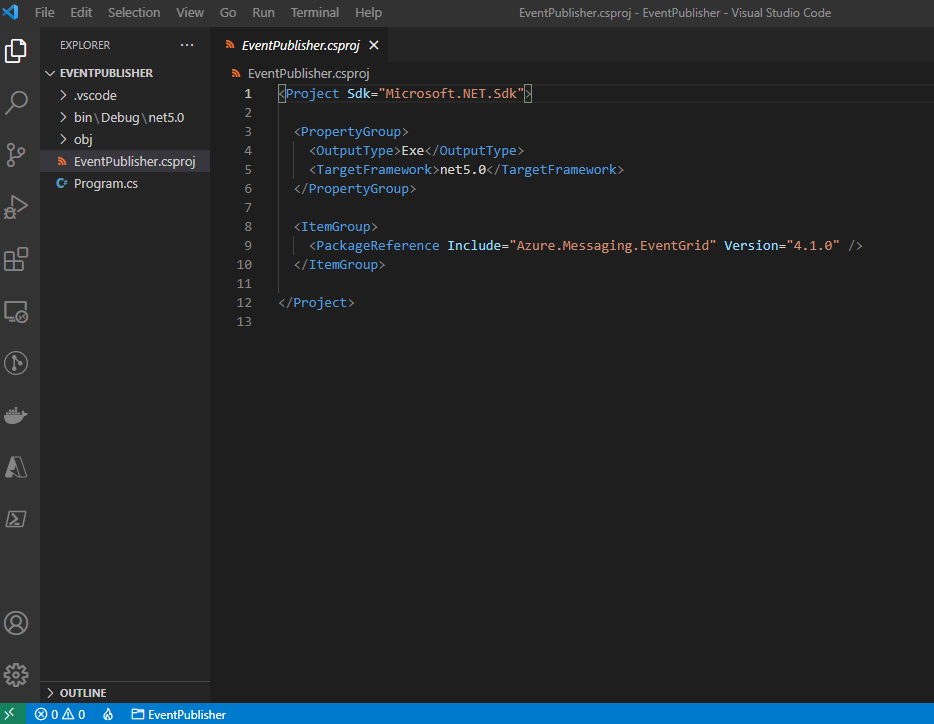 File Edit Selection View Go Run Terminal Help EventPublisher.csproj - EventPublisher - Visual Studio Code
EXPLORER ···
EVENTPUBLISHER
.vscode
bin\Debug\net5.0
obj
EventPublisher.csproj
Program.cs
OUTLINE
EventPublisher.csproj
EventPublisher.csproj
1 <Project Sdk="Microsoft.NET.Sdk">
2
3 <PropertyGroup>
4 <OutputType>Exe</OutputType>
5 <TargetFramework>net5.0</TargetFramework>
6 </PropertyGroup>
7
8 <ItemGroup>
9 <PackageReference Include="Azure.Messaging.EventGrid" Version="4.1.0" />
10 </ItemGroup>
11
12 </Project>
13
0 0 EventPublisher